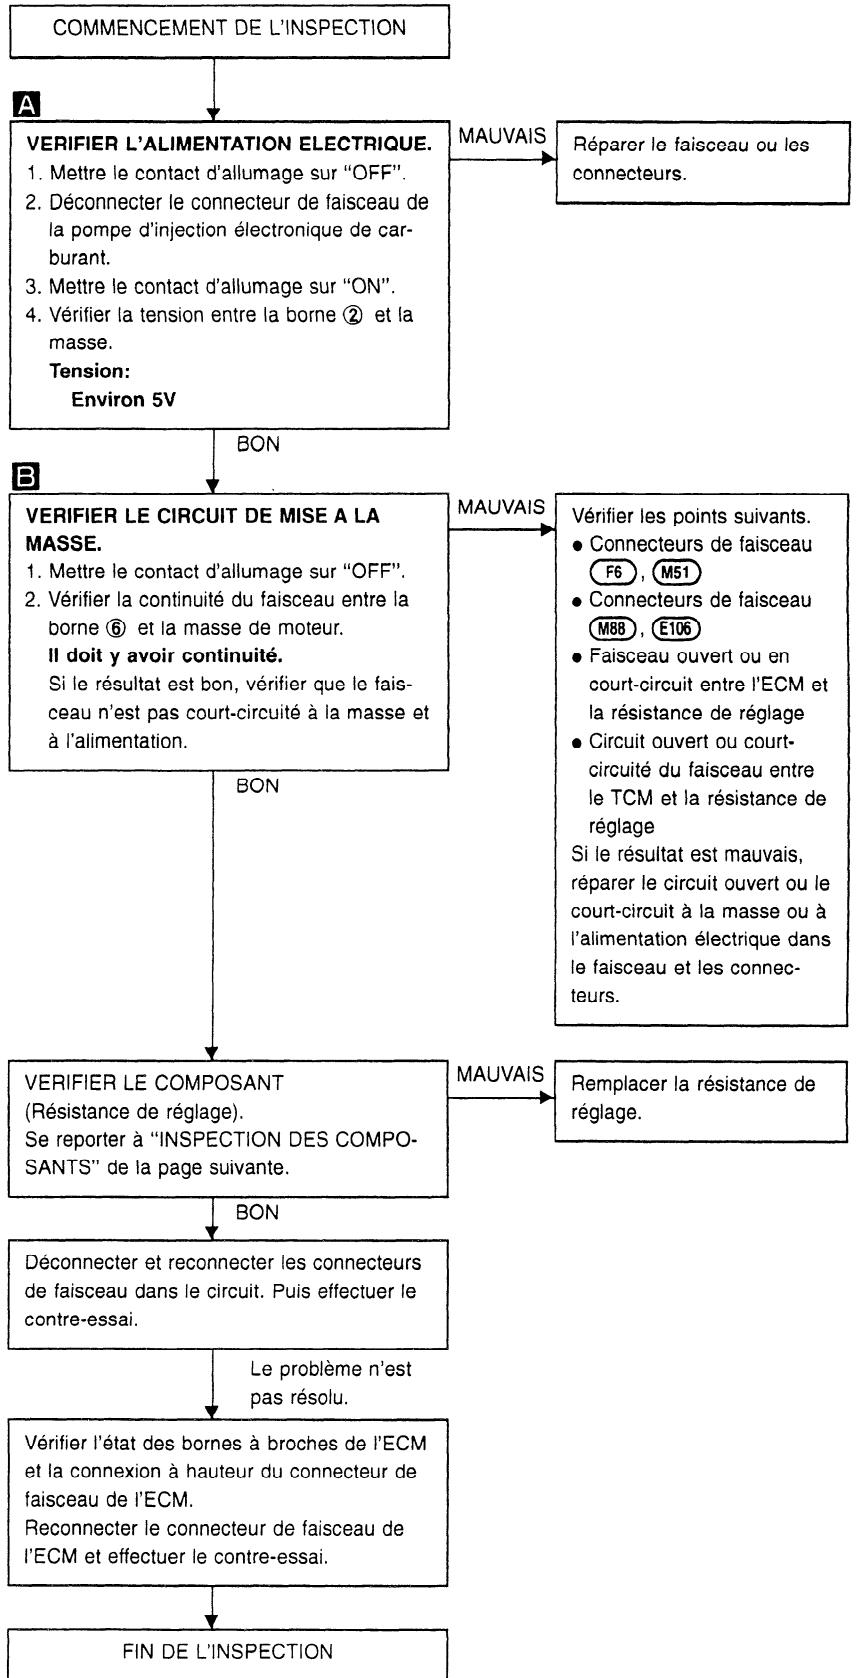 COMMENCEMENT DE L'INSPECTION
A
VERIFIER L'ALIMENTATION ELECTRIQUE.
1. Mettre le contact d'allumage sur "OFF".
2. Déconnecter le connecteur de faisceau de
la pompe d'injection électronique de car-
burant.
3. Mettre le contact d'allumage sur "ON".
4. Vérifier la tension entre la borne ② et la
masse.
Tension:
Environ 5V
MAUVAIS
Réparer le faisceau ou les
connecteurs.
BON
B
VERIFIER LE CIRCUIT DE MISE A LA
MASSE.
1. Mettre le contact d'allumage sur "OFF".
2. Vérifier la continuité du faisceau entre la
borne ⑥ et la masse de moteur.
Il doit y avoir continuité.
Si le résultat est bon, vérifier que le fais-
ceau n'est pas court-circuité à la masse et
à l'alimentation.
MAUVAIS
Vérifier les points suivants.
● Connecteurs de faisceau
F6, M51
● Connecteurs de faisceau
M88, E106
● Faisceau ouvert ou en
court-circuit entre l'ECM et
la résistance de réglage
● Circuit ouvert ou court-
circuité du faisceau entre
le TCM et la résistance de
réglage
Si le résultat est mauvais,
réparer le circuit ouvert ou le
court-circuit à la masse ou à
l'alimentation électrique dans
le faisceau et les connec-
teurs.
BON
VERIFIER LE COMPOSANT
(Résistance de réglage).
Se reporter à "INSPECTION DES COMPO-
SANTS" de la page suivante.
MAUVAIS
Remplacer la résistance de
réglage.
BON
Déconnecter et reconnecter les connecteurs
de faisceau dans le circuit. Puis effectuer le
contre-essai.
Le problème n'est
pas résolu.
Vérifier l'état des bornes à broches de l'ECM
et la connexion à hauteur du connecteur de
faisceau de l'ECM.
Reconnecter le connecteur de faisceau de
l'ECM et effectuer le contre-essai.
FIN DE L'INSPECTION